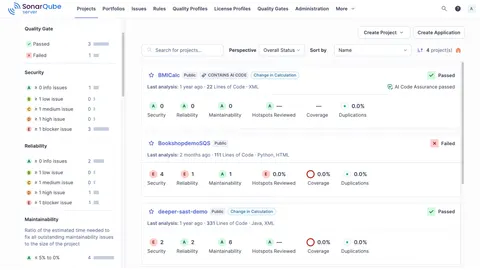 SonarQube
server
Projects Portfolios Issues Rules Quality Profiles License Profiles Quality Gates Administration More
A
Create Project Create Application
Search for projects... Perspective Overall Status Sort by Name 4 project(s)
Quality Gate
Passed 3
Failed 1
Security
A ≥ 0 info issues 1
B ≥ 1 low issue 0
C ≥ 1 medium issue 0
D ≥ 1 high issue 0
E ≥ 1 blocker issue 3
Reliability
A ≥ 0 info issues 2
B ≥ 1 low issue 0
C ≥ 1 medium issue 0
D ≥ 1 high issue 1
E ≥ 1 blocker issue 1
Maintainability
Ratio of the estimated time needed to
fix all outstanding maintainability issues
to the size of the project
A ≤ 5% to 0% 4
BMICalc Public CONTAINS AI CODE Change in Calculation Passed
Last analysis: 1 year ago · 22 Lines of Code · XML AI Code Assurance passed
A 0 A 0 A 0 A — — 0.0%
Security Reliability Maintainability Hotspots Reviewed Coverage Duplications
BookshopdemoSQS Public Failed
Last analysis: 2 months ago · 111 Lines of Code · Python, HTML
E 4 E 1 A 1 E 0.0% 0.0% 0.0%
Security Reliability Maintainability Hotspots Reviewed Coverage Duplications
deeper-sast-demo Public Change in Calculation Passed
Last analysis: 1 year ago · 331 Lines of Code · Java, XML
E 2 A 2 A 6 A — 0.0% 0.0%
Security Reliability Maintainability Hotspots Reviewed Coverage Duplications